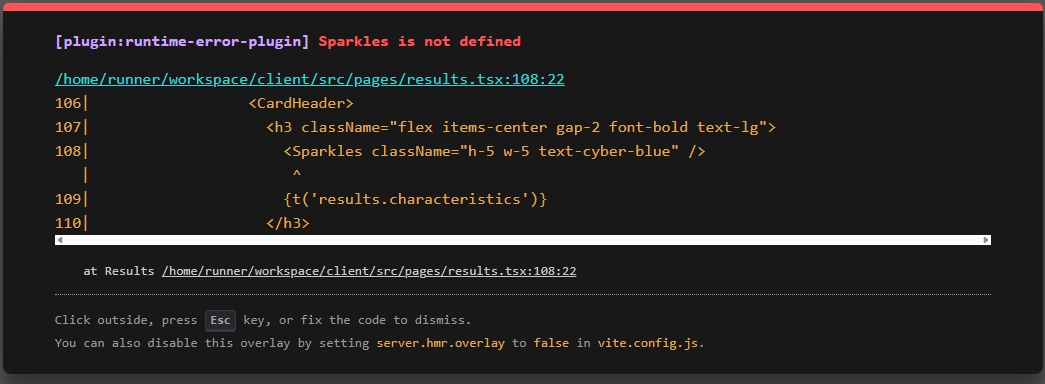 [plugin:runtime-error-plugin] Sparkles is not defined
/home/runner/workspace/client/src/pages/results.tsx:108:22
106|                   <CardHeader>
107|                     <h3 className="flex items-center gap-2 font-bold text-lg">
108|                       <Sparkles className="h-5 w-5 text-cyber-blue" />
   |                        ^
109|                       {t('results.characteristics')}
110|                     </h3>
at Results /home/runner/workspace/client/src/pages/results.tsx:108:22
Click outside, press Esc key, or fix the code to dismiss.
You can also disable this overlay by setting server.hmr.overlay to false in vite.config.js.